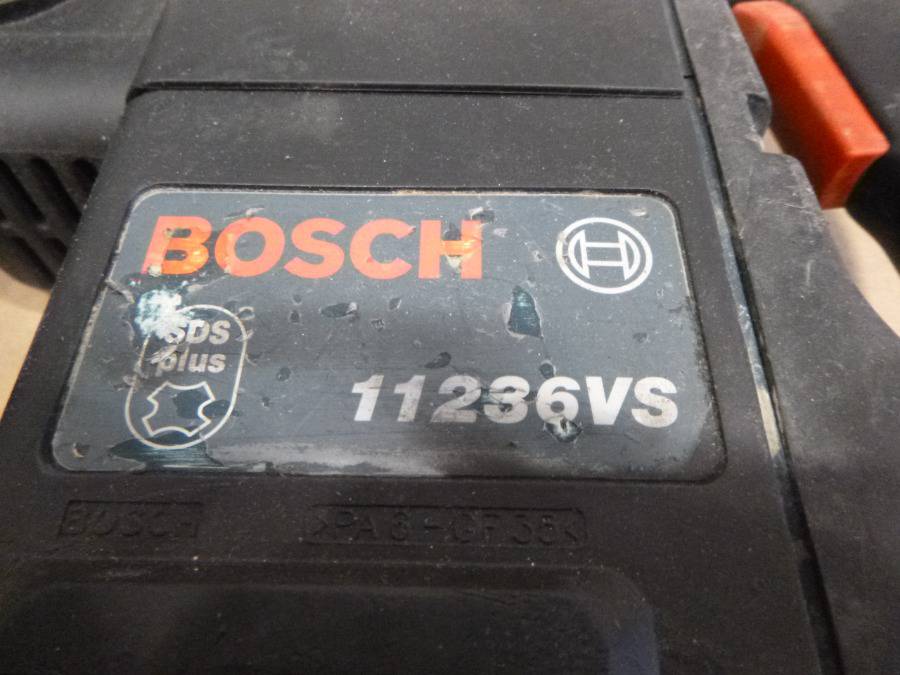 BOSCH
SDS
plus
11236VS
BOSCH
>PA 6 - GF 35<